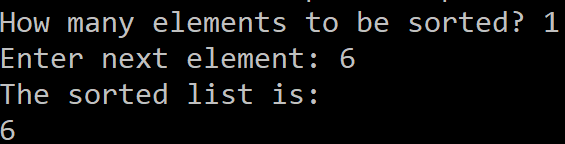 How many elements to be sorted? 1
Enter next element: 6
The sorted list is:
6